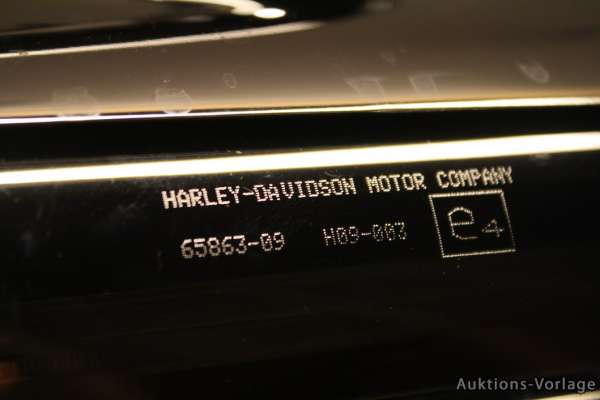 HARLEY-DAVIDSON MOTOR COMPANY
65863-09 H09-003 e4
Auktions-Vorlage